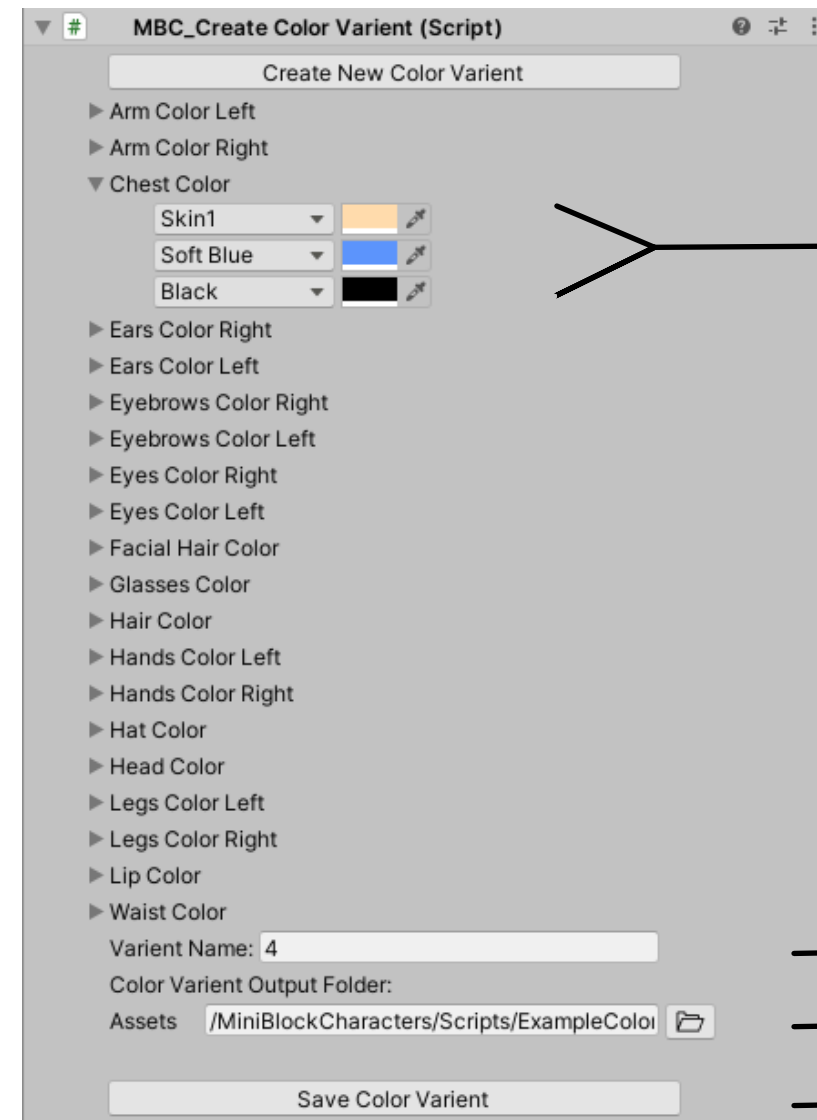 # MBC_Create Color Varient (Script)
Create New Color Varient
Arm Color Left
Arm Color Right
Chest Color
Skin1
Soft Blue
Black
Ears Color Right
Ears Color Left
Eyebrows Color Right
Eyebrows Color Left
Eyes Color Right
Eyes Color Left
Facial Hair Color
Glasses Color
Hair Color
Hands Color Left
Hands Color Right
Hat Color
Head Color
Legs Color Left
Legs Color Right
Lip Color
Waist Color
Varient Name: 4
Color Varient Output Folder:
Assets /MiniBlockCharacters/Scripts/ExampleColor
Save Color Varient